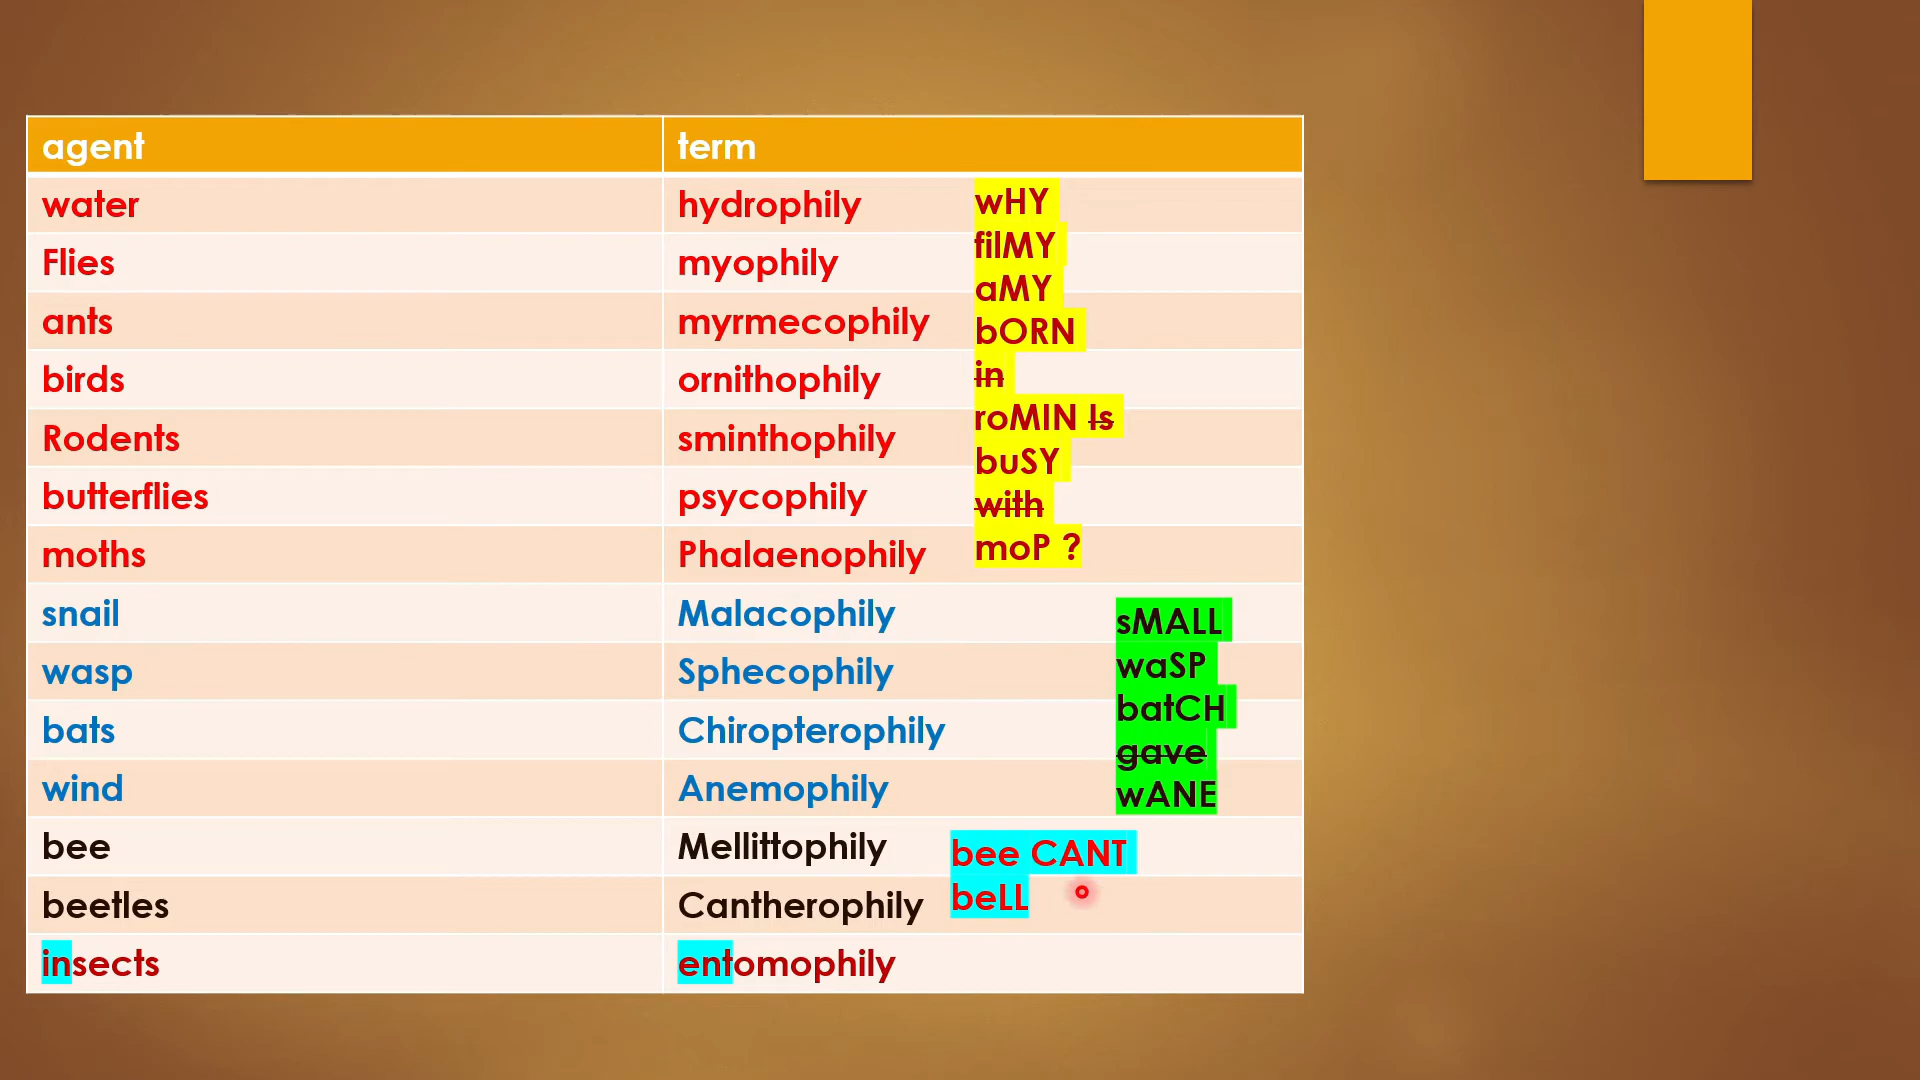 agent term
water hydrophily wHY
Flies myophily filMY
ants myrmecophily aMY
bORN
birds ornithophily in
Rodents sminthophily roMIN Is
buSY
butterflies psycophily with
moths Phalaenophily moP ?
snail Malacophily sMALL
wasp Sphecophily waSP
bats Chiropterophily batCH
gave
wind Anemophily wANE
bee Mellittophily bee CANT
beetles Cantherophily beLL
insects entomophily